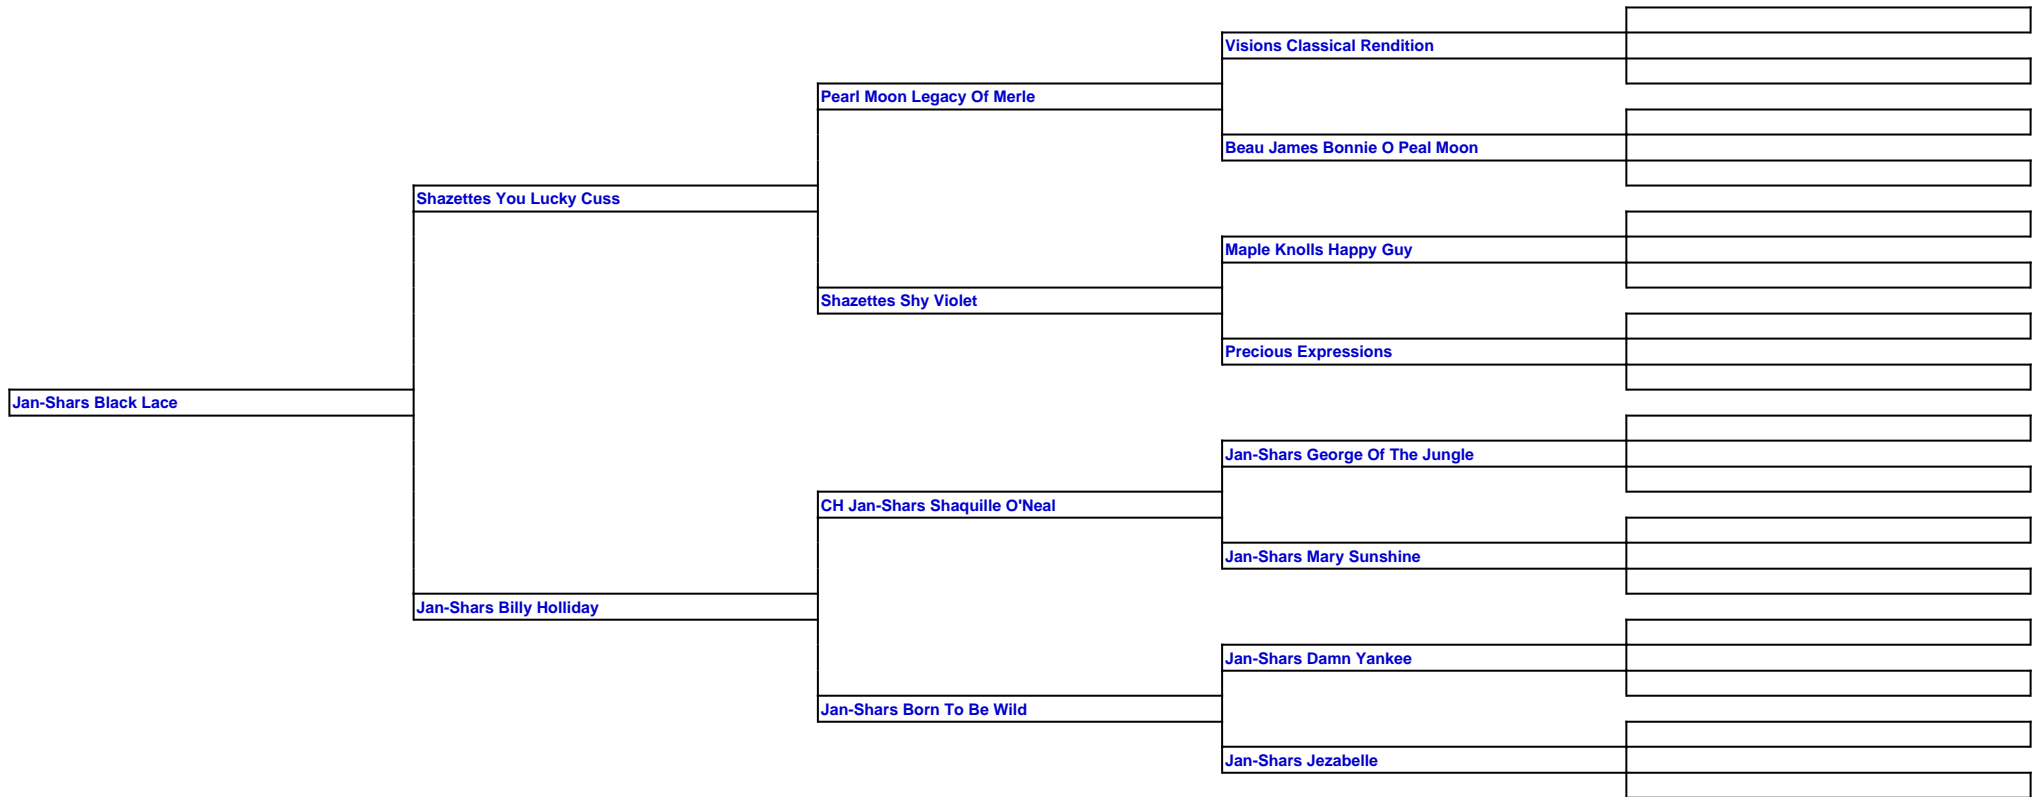 Visions Classical Rendition
Pearl Moon Legacy Of Merle
Beau James Bonnie O Peal Moon
Shazettes You Lucky Cuss
Maple Knolls Happy Guy
Shazettes Shy Violet
Precious Expressions
Jan-Shars Black Lace
Jan-Shars George Of The Jungle
CH Jan-Shars Shaquille O'Neal
Jan-Shars Mary Sunshine
Jan-Shars Billy Holliday
Jan-Shars Damn Yankee
Jan-Shars Born To Be Wild
Jan-Shars Jezabelle